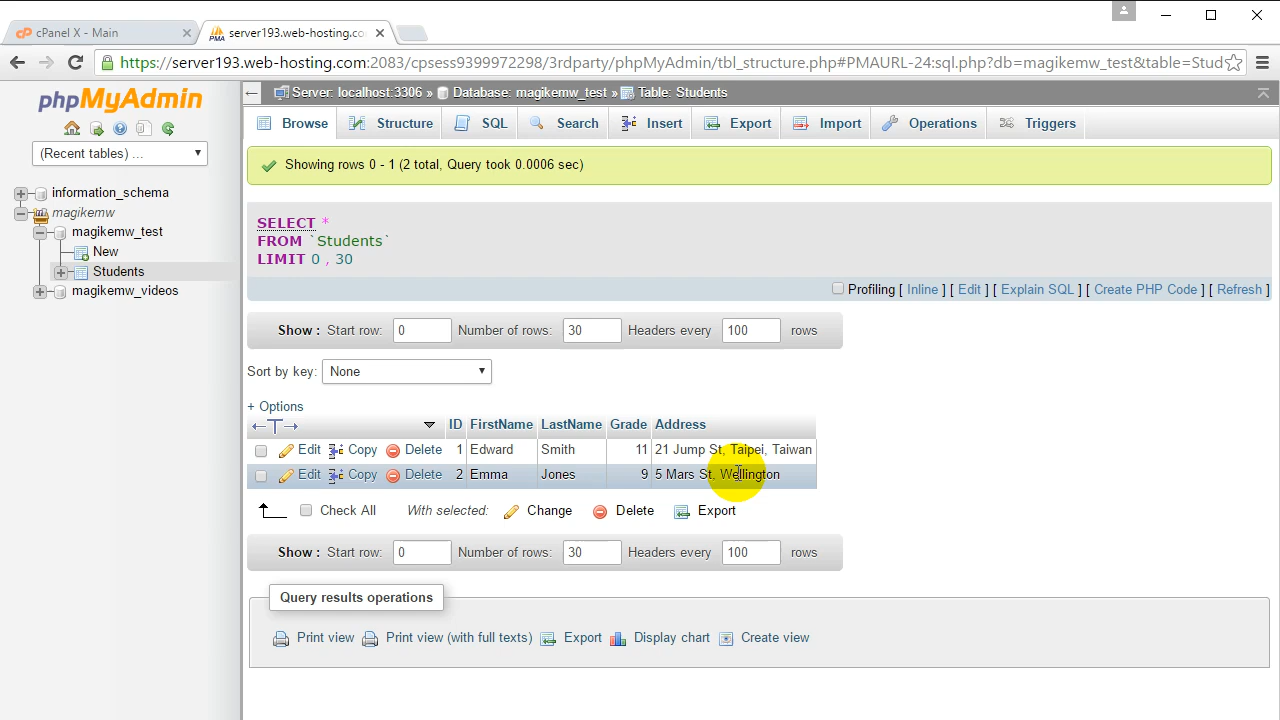 cPanel X - Main
server193.web-hosting.co
https://server193.web-hosting.com:2083/cpsess9399972298/3rdparty/phpMyAdmin/tbl_structure.php#PMAURL-24:sql.php?db=magikemw_test&table=Stud
phpMyAdmin
(Recent tables) ...
information_schema
magikemw
magikemw_test
New
Students
magikemw_videos
Server: localhost:3306 » Database: magikemw_test » Table: Students
Browse Structure SQL Search Insert Export Import Operations Triggers
Showing rows 0 - 1 (2 total, Query took 0.0006 sec)
SELECT *
FROM `Students`
LIMIT 0 , 30
Profiling [ Inline ] [ Edit ] [ Explain SQL ] [ Create PHP Code ] [ Refresh ]
Show : Start row: 0 Number of rows: 30 Headers every 100 rows
Sort by key: None
+ Options
←T→ ID FirstName LastName Grade Address
Edit Copy Delete 1 Edward Smith 11 21 Jump St, Taipei, Taiwan
Edit Copy Delete 2 Emma Jones 9 5 Mars St, Wellington
Check All With selected: Change Delete Export
Show : Start row: 0 Number of rows: 30 Headers every 100 rows
Query results operations
Print view Print view (with full texts) Export Display chart Create view